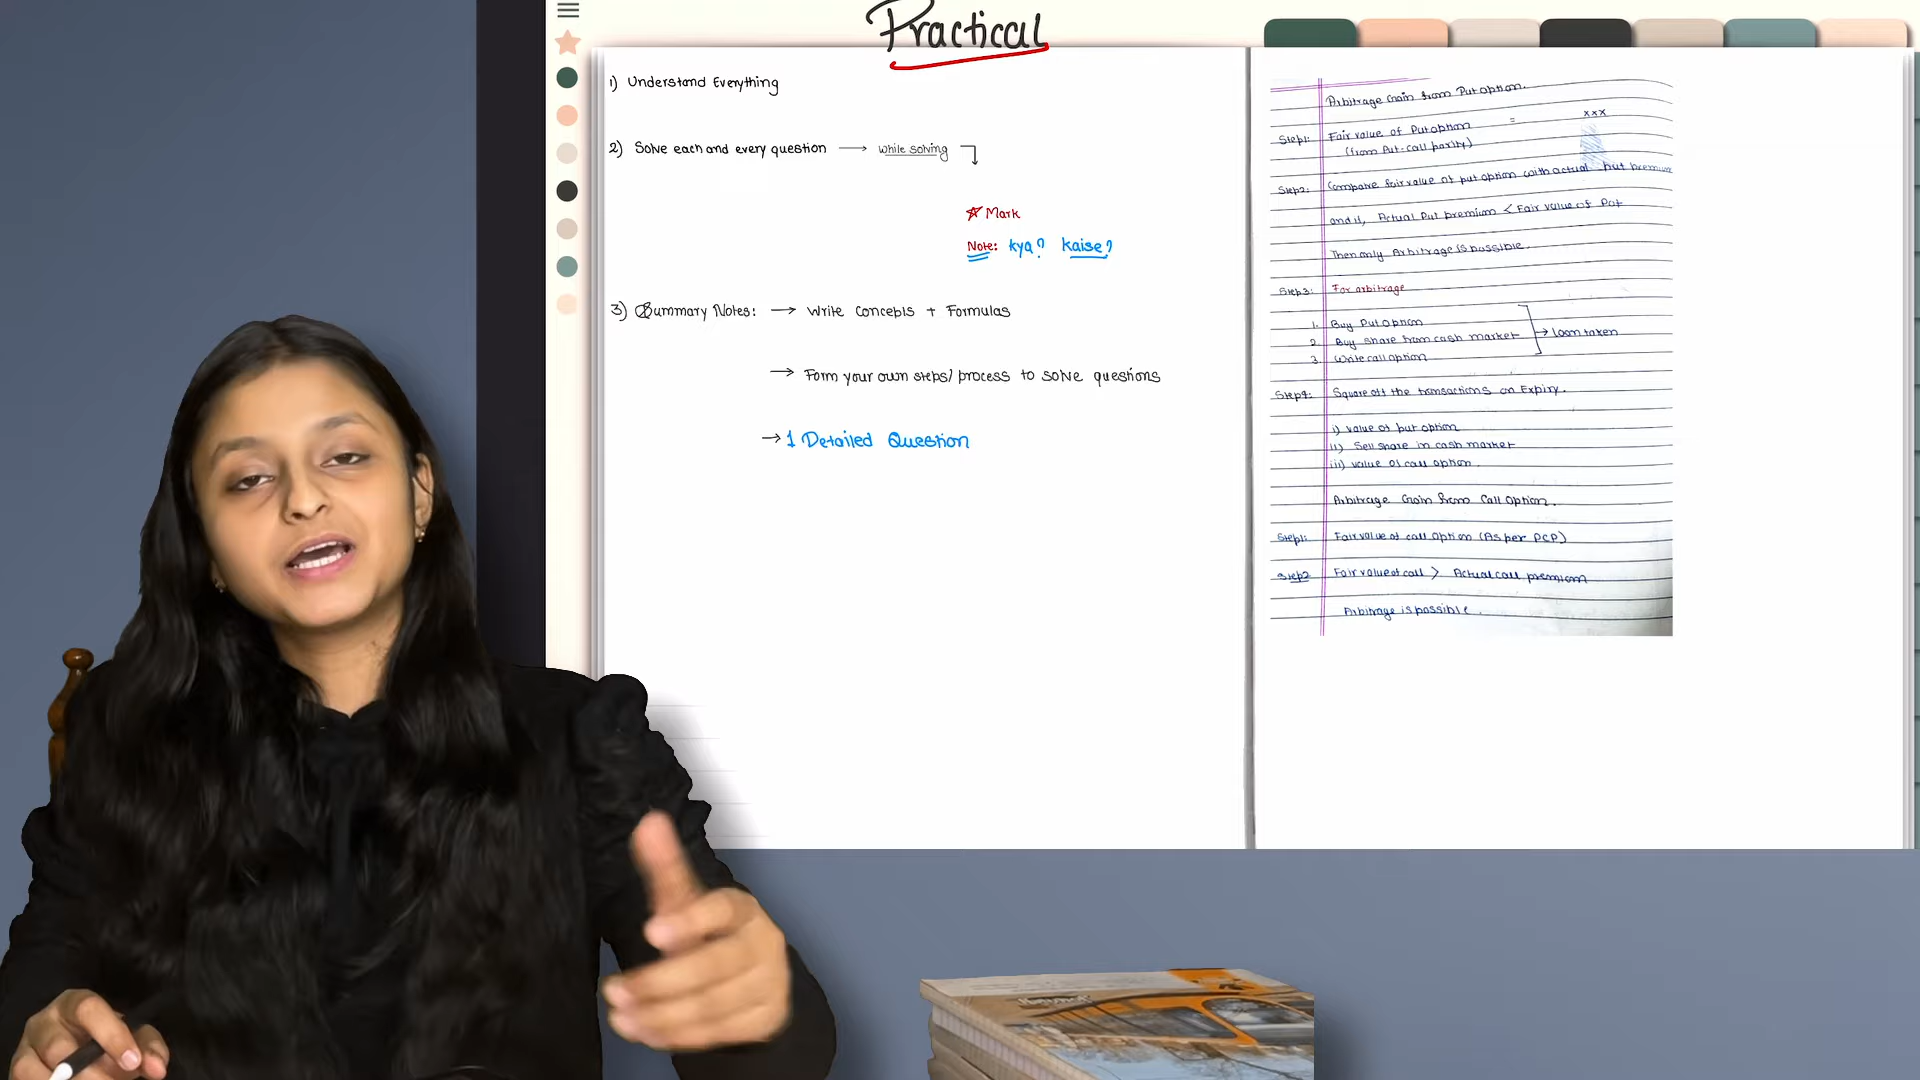 Practical
1) Understand Everything
2) Solve each and every question → while solving
☆ Mark
Note: kya? kaise?
3) Summary Notes: → Write Concepts + Formulas
→ Form your own steps/process to solve questions
→ 1 Detailed Question
Arbitrage Gain from Put option.
Step1: Fair value of Put option = xxx
(from Put-call parity)
Step2: Compare fair value of put option with actual put premium
and if, Actual Put premium < Fair value of Put
Then only Arbitrage is possible.
Step3: For arbitrage
1. Buy Put option
2. Buy share from cash market → loan taken
3. Write call option
Step4: Square off the transactions on Expiry.
i) value of put option
ii) Sell share in cash market
iii) value of call option.
Arbitrage Gain from Call Option.
Step1: Fair value of call option (As per PCP)
Step2 Fair value of call > Actual call premium
Arbitrage is possible.